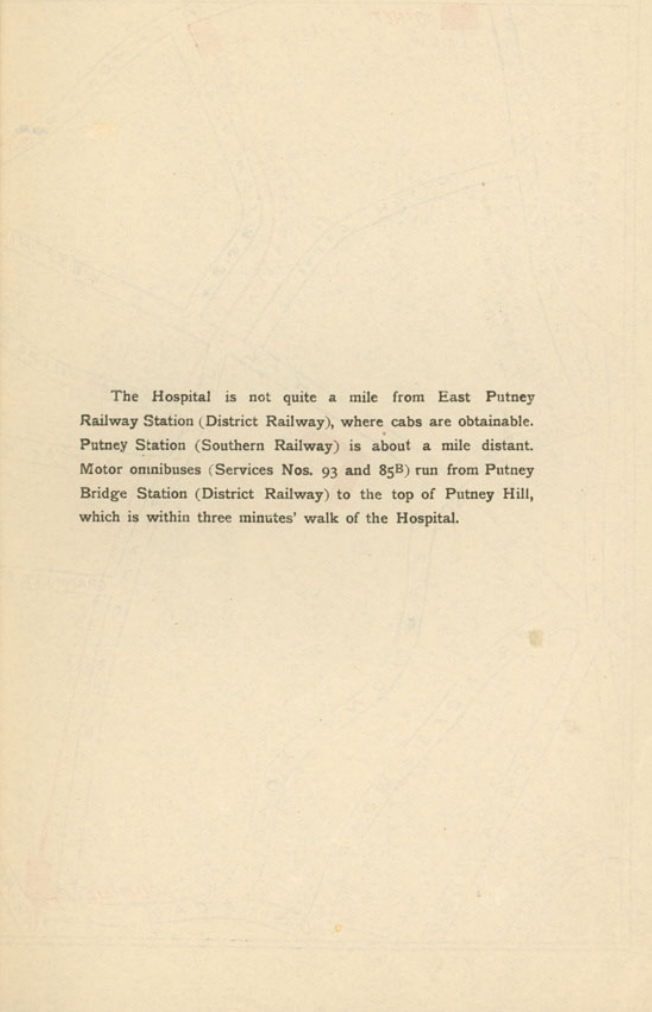 The Hospital is not quite a mile from East Putney
Railway Station (District Railway), where cabs are obtainable.
Putney Station (Southern Railway) is about a mile distant.
Motor omnibuses (Services Nos. 93 and 85B) run from Putney
Bridge Station (District Railway) to the top of Putney Hill,
which is within three minutes' walk of the Hospital.